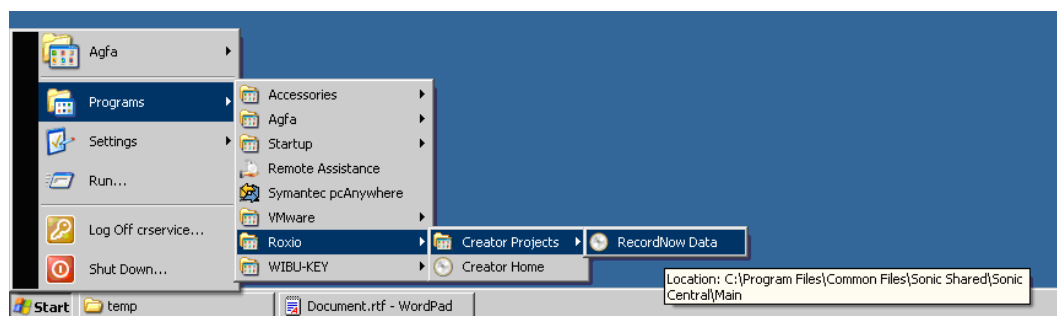 Agfa
Programs
Settings
Run...
Log Off crservice...
Shut Down...
Accessories
Agfa
Startup
Remote Assistance
Symantec pcAnywhere
VMware
Roxio
WIBU-KEY
Creator Projects
Creator Home
RecordNow Data
Location: C:\Program Files\Common Files\Sonic Shared\Sonic
Central\Main
Start
temp
Document.rtf - WordPad